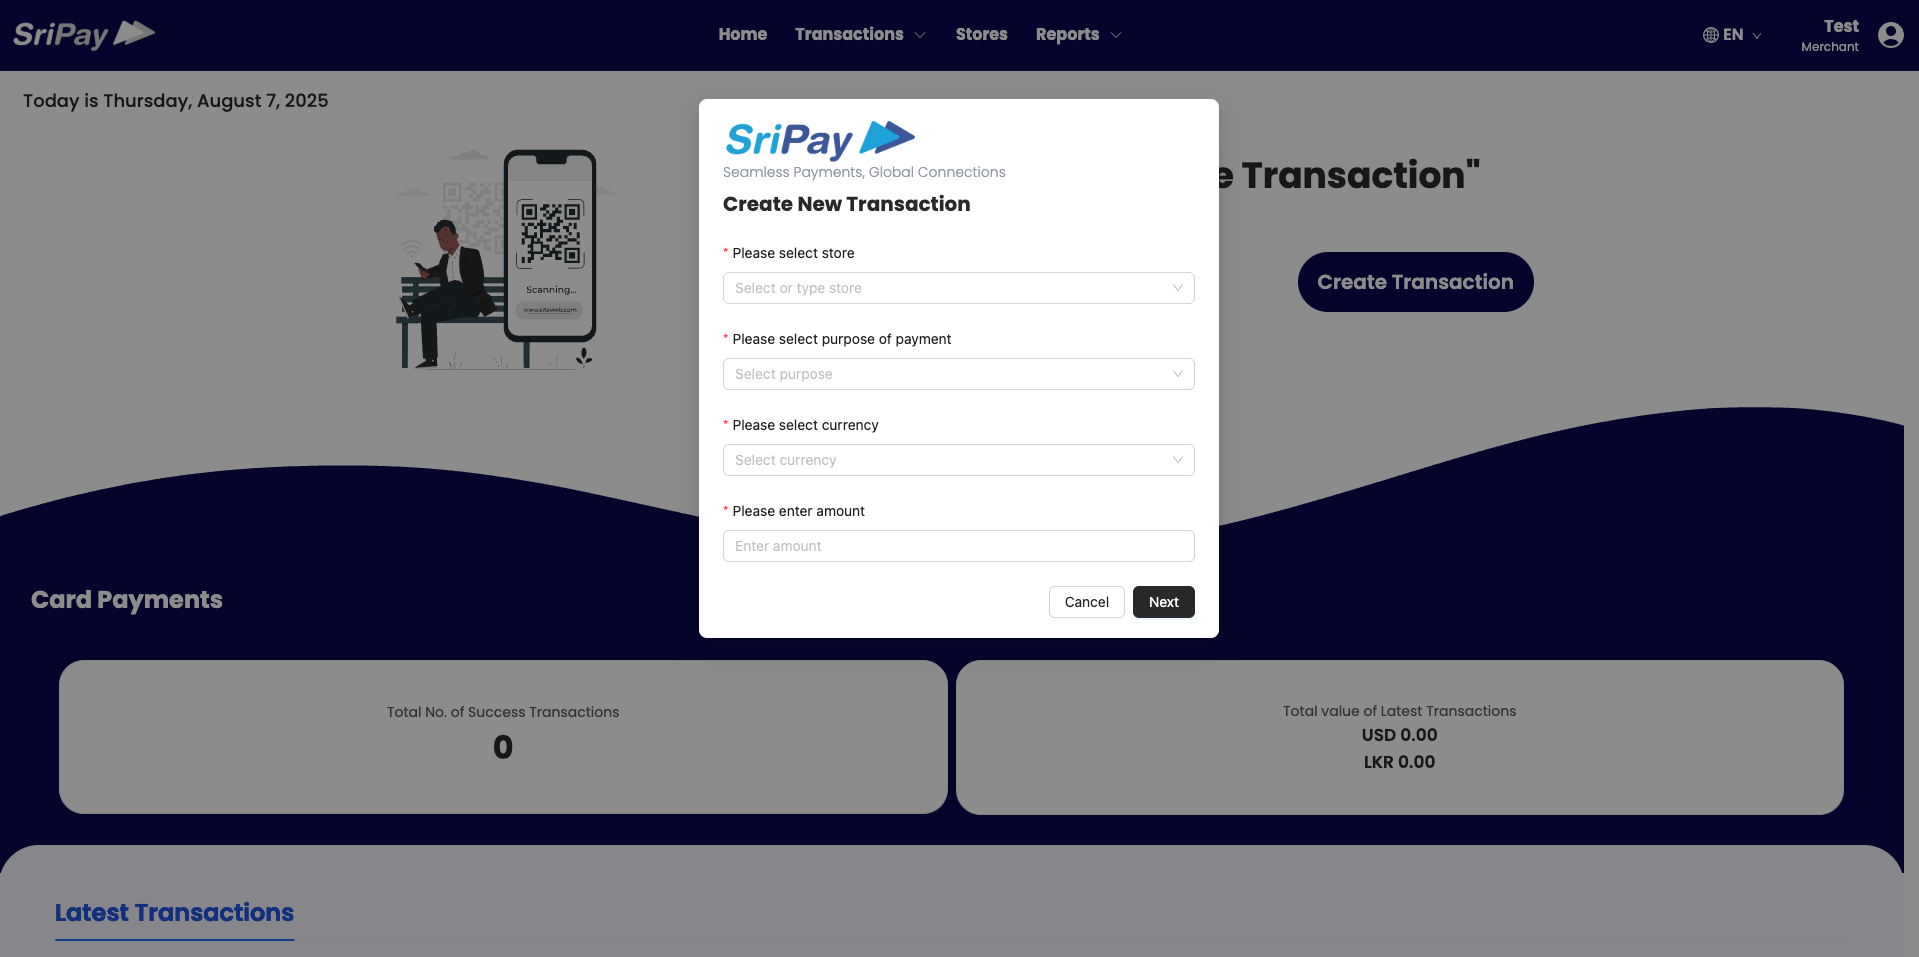 SriPay
Home
Transactions
Stores
Reports
EN
Test
Merchant
Today is Thursday, August 7, 2025
Scanning...
www.siteweb.com
Transaction"
Create Transaction
SriPay
Seamless Payments, Global Connections
Create New Transaction
* Please select store
Select or type store
* Please select purpose of payment
Select purpose
* Please select currency
Select currency
* Please enter amount
Enter amount
Cancel
Next
Card Payments
Total No. of Success Transactions
0
Total value of Latest Transactions
USD 0.00
LKR 0.00
Latest Transactions